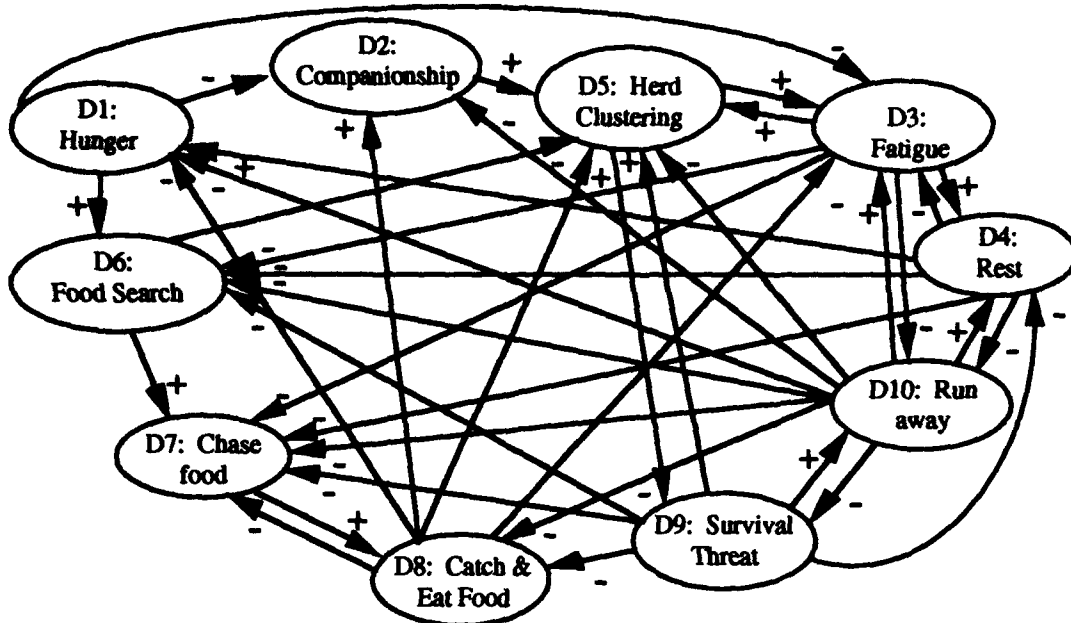 D2:
Companionship
D5: Herd
Clustering
D1:
Hunger
D3:
Fatigue
D4:
Rest
D6:
Food Search
D10: Run
away
D7: Chase
food
D9: Survival
Threat
D8: Catch &
Eat Food